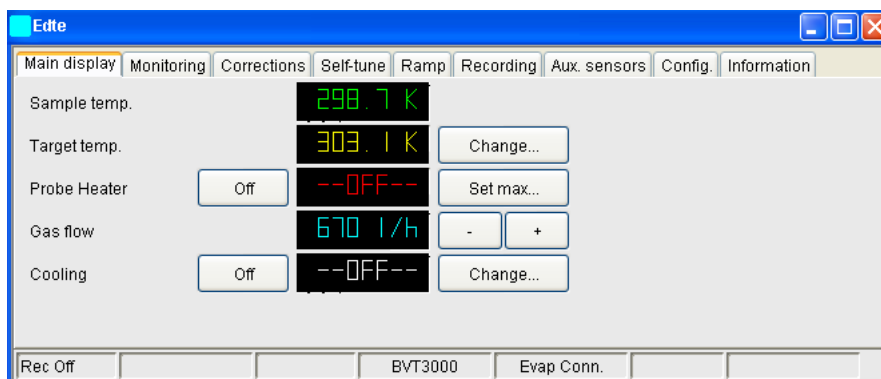 Edte
Main display Monitoring Corrections Self-tune Ramp Recording Aux. sensors Config. Information
Sample temp. 298.7 K
Target temp. 303.1 K Change...
Probe Heater Off --OFF-- Set max...
Gas flow 670 l/h - +
Cooling Off --OFF-- Change...
Rec Off BVT3000 Evap Conn.